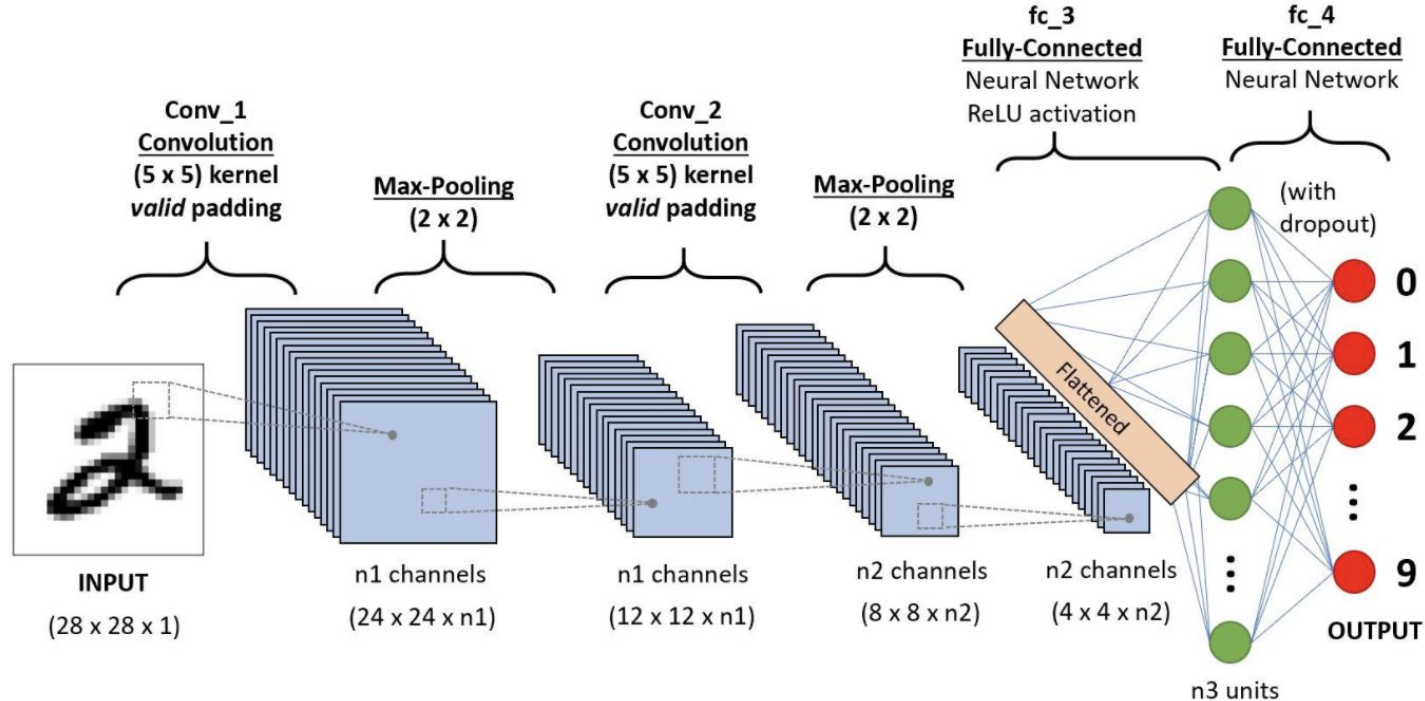 Conv_1
Convolution
(5 x 5) kernel
valid padding
Max-Pooling
(2 x 2)
Conv_2
Convolution
(5 x 5) kernel
valid padding
Max-Pooling
(2 x 2)
fc_3
Fully-Connected
Neural Network
ReLU activation
fc_4
Fully-Connected
Neural Network
(with
dropout)
Flattened
0
1
2
9
OUTPUT
2
INPUT
(28 x 28 x 1)
n1 channels
(24 x 24 x n1)
n1 channels
(12 x 12 x n1)
n2 channels
(8 x 8 x n2)
n2 channels
(4 x 4 x n2)
n3 units